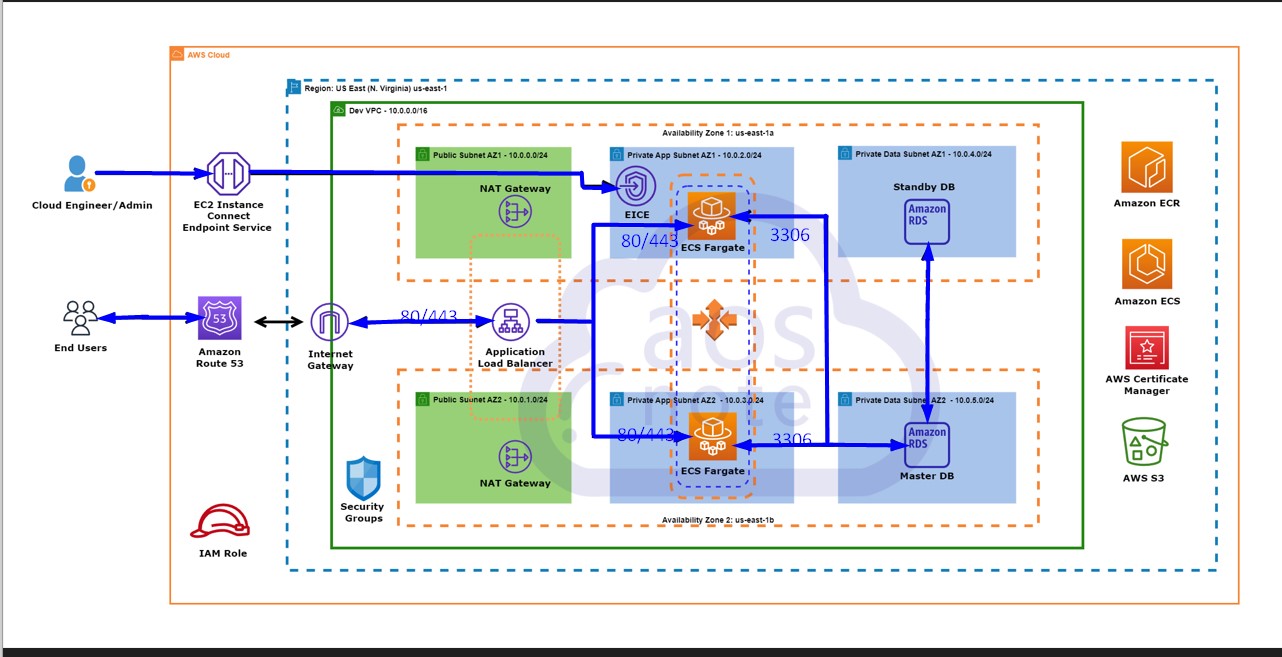 AWS Cloud
Region: US East (N. Virginia) us-east-1
Dev VPC - 10.0.0.0/16
Availability Zone 1: us-east-1a
Public Subnet AZ1 - 10.0.0.0/24
Private App Subnet AZ1 - 10.0.2.0/24
Private Data Subnet AZ1 - 10.0.4.0/24
Cloud Engineer/Admin
EC2 Instance
Connect
Endpoint Service
NAT Gateway
EICE
80/443
ECS Fargate
3306
Standby DB
Amazon
RDS
Amazon ECR
Amazon ECS
End Users
53
Amazon
Route 53
Internet
Gateway
80/443
Application
Load Balancer
aos
note
AWS Certificate
Manager
Public Subnet AZ2 - 10.0.1.0/24
Private App Subnet AZ2 - 10.0.3.0/24
Private Data Subnet AZ2 - 10.0.5.0/24
NAT Gateway
80/443
ECS Fargate
3306
Amazon
RDS
Master DB
AWS S3
Security
Groups
Availability Zone 2: us-east-1b
IAM Role